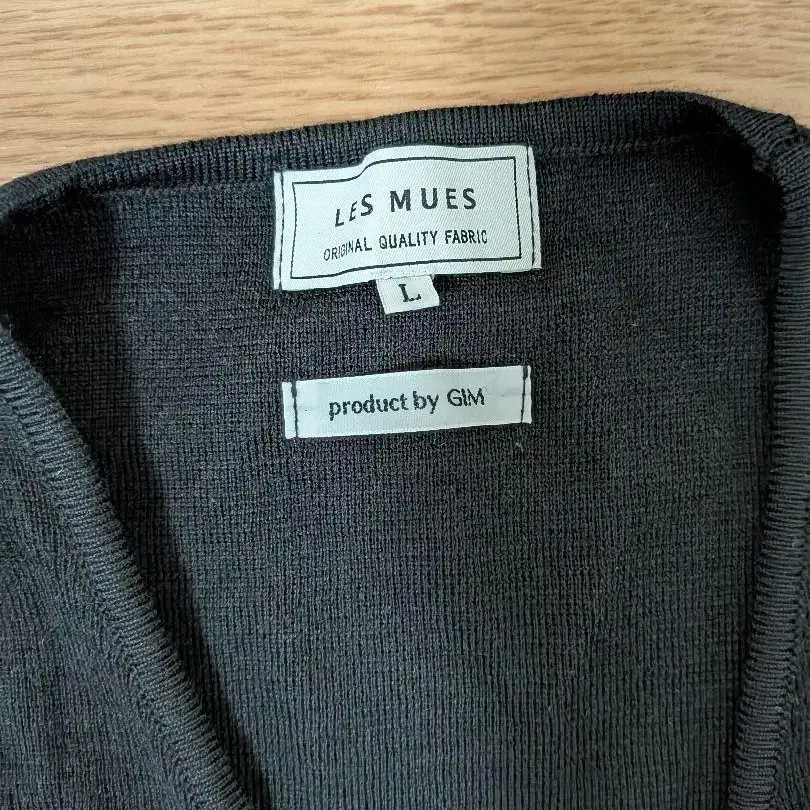 LES MUES
ORIGINAL QUALITY FABRIC
L
product by GIM